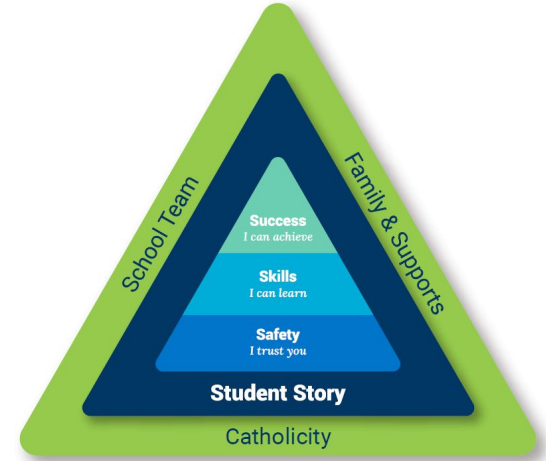 School Team
Family & Supports
Success
I can achieve
Skills
I can learn
Safety
I trust you
Student Story
Catholicity